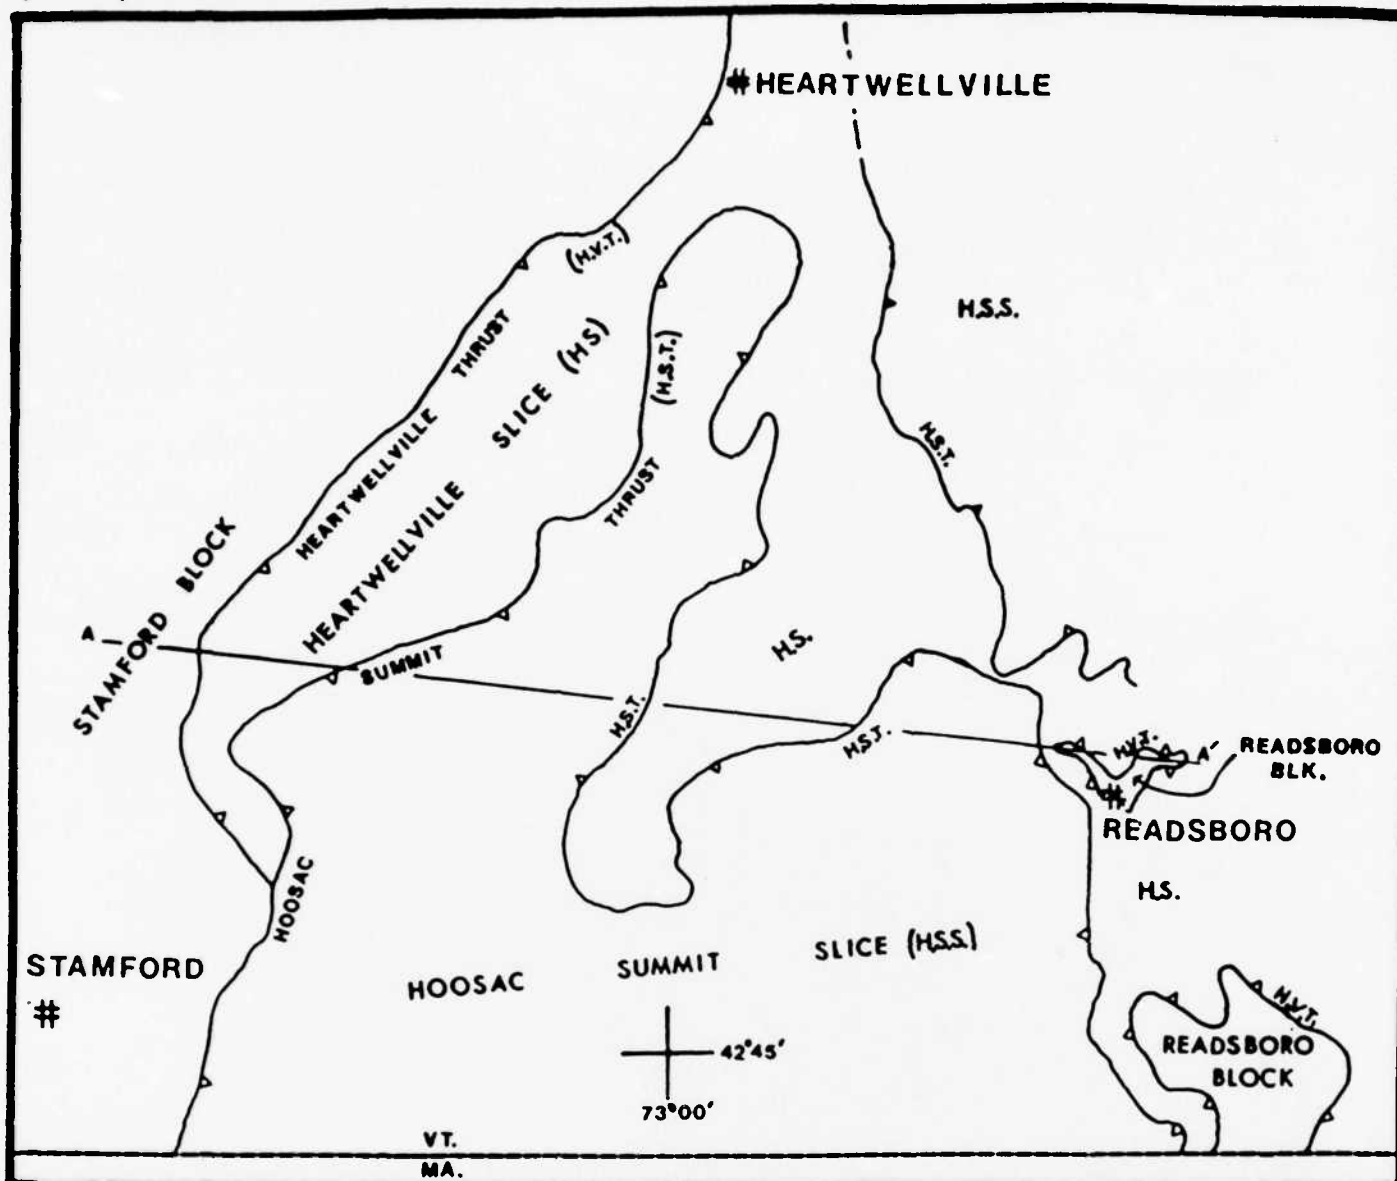 # HEARTWELLVILLE
(H.V.T.)
HEARTWELLVILLE THRUST
H.S.S.
HEARTWELLVILLE SLICE (HS)
(H.S.T.)
H.S.T.
STAMFORD BLOCK
HOOSAC SUMMIT THRUST
A
H.S.
H.S.T.
H.S.T.
H.V.T.
A'
READSBORO
BLK.
#
READSBORO
H.S.
STAMFORD
#
HOOSAC SUMMIT SLICE (H.S.S.)
42°45'
73°00'
H.V.T.
READSBORO
BLOCK
VT.
MA.